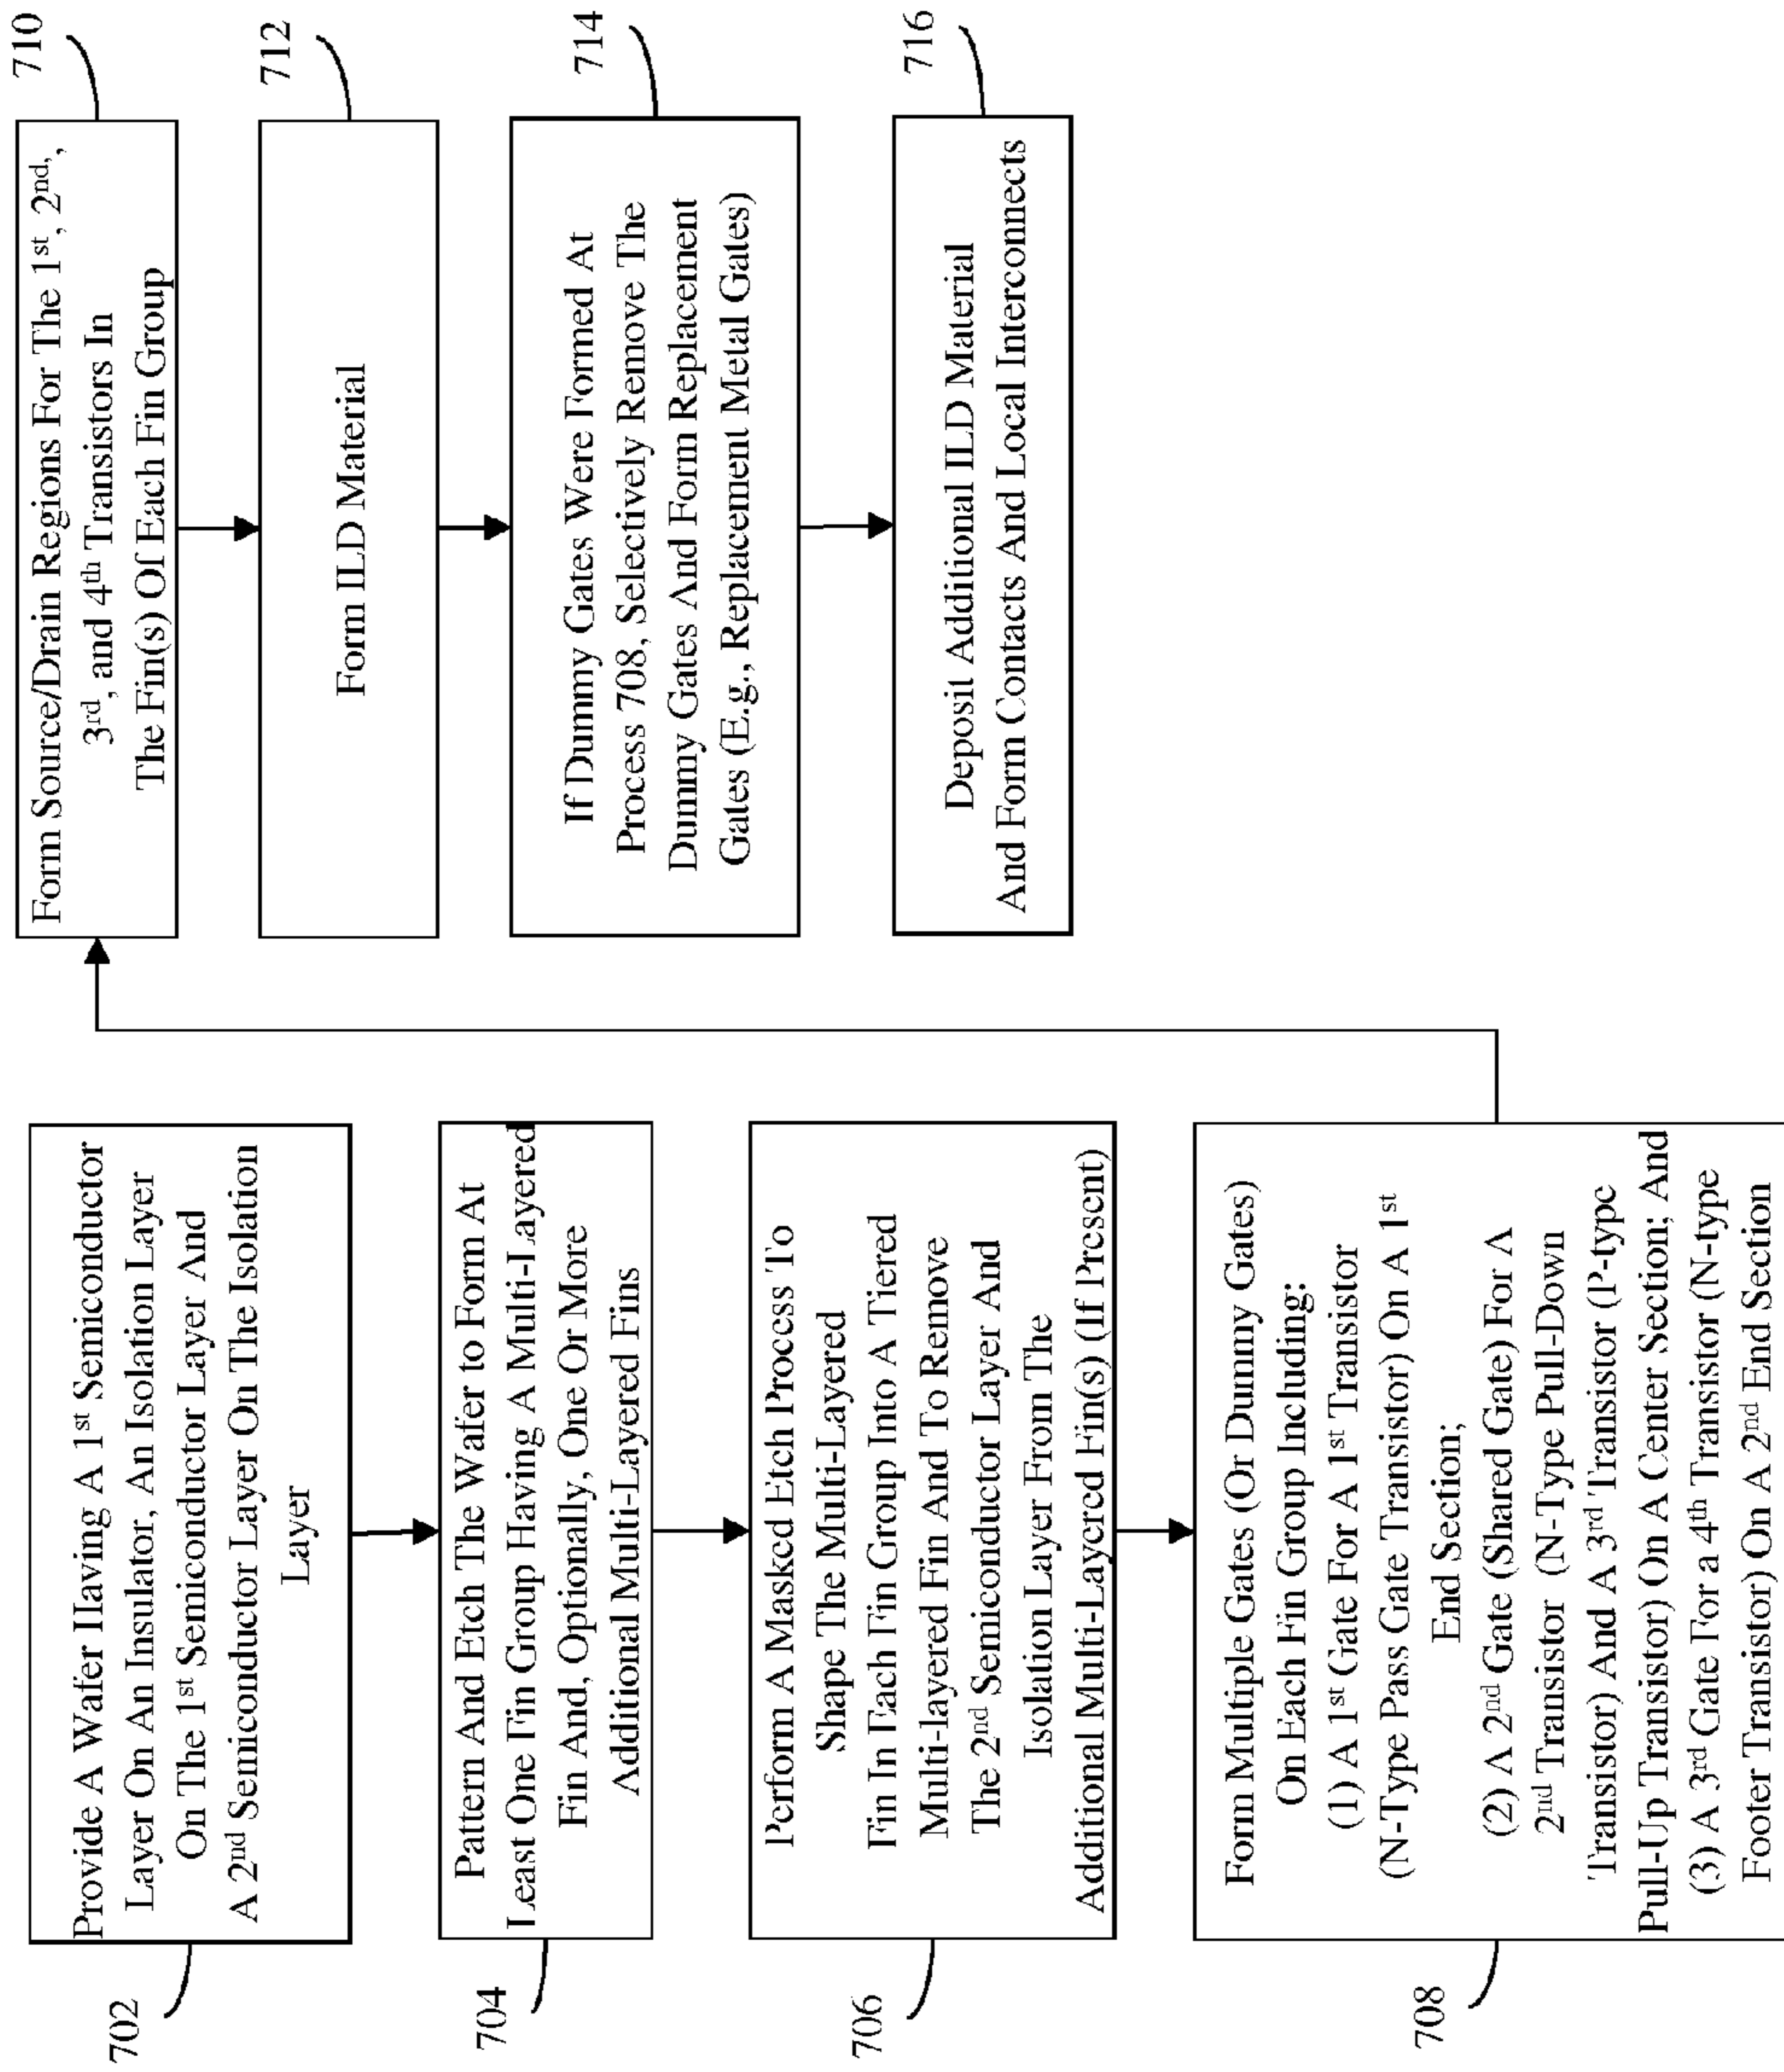 702
Provide A Wafer Having A 1st Semiconductor
Layer On An Insulator, An Isolation Layer
On The 1st Semiconductor Layer And
A 2nd Semiconductor Layer On The Isolation
Layer
704
Pattern And Etch The Wafer to Form At
Least One Fin Group Having A Multi-Layered
Fin And, Optionally, One Or More
Additional Multi-Layered Fins
706
Perform A Masked Etch Process To
Shape The Multi-Layered
Fin In Each Fin Group Into A Tiered
Multi-layered Fin And To Remove
The 2nd Semiconductor Layer And
Isolation Layer From The
Additional Multi-Layered Fin(s) (If Present)
708
Form Multiple Gates (Or Dummy Gates)
On Each Fin Group Including:
(1) A 1st Gate For A 1st Transistor
(N-Type Pass Gate Transistor) On A 1st
End Section;
(2) A 2nd Gate (Shared Gate) For A
2nd Transistor (N-Type Pull-Down
Transistor) And A 3rd Transistor (P-type
Pull-Up Transistor) On A Center Section; And
(3) A 3rd Gate For a 4th Transistor (N-type
Footer Transistor) On A 2nd End Section
710
Form Source/Drain Regions For The 1st, 2nd,
3rd, and 4th Transistors In
The Fin(s) Of Each Fin Group
712
Form ILD Material
714
If Dummy Gates Were Formed At
Process 708, Selectively Remove The
Dummy Gates And Form Replacement
Gates (E.g., Replacement Metal Gates)
716
Deposit Additional ILD Material
And Form Contacts And Local Interconnects